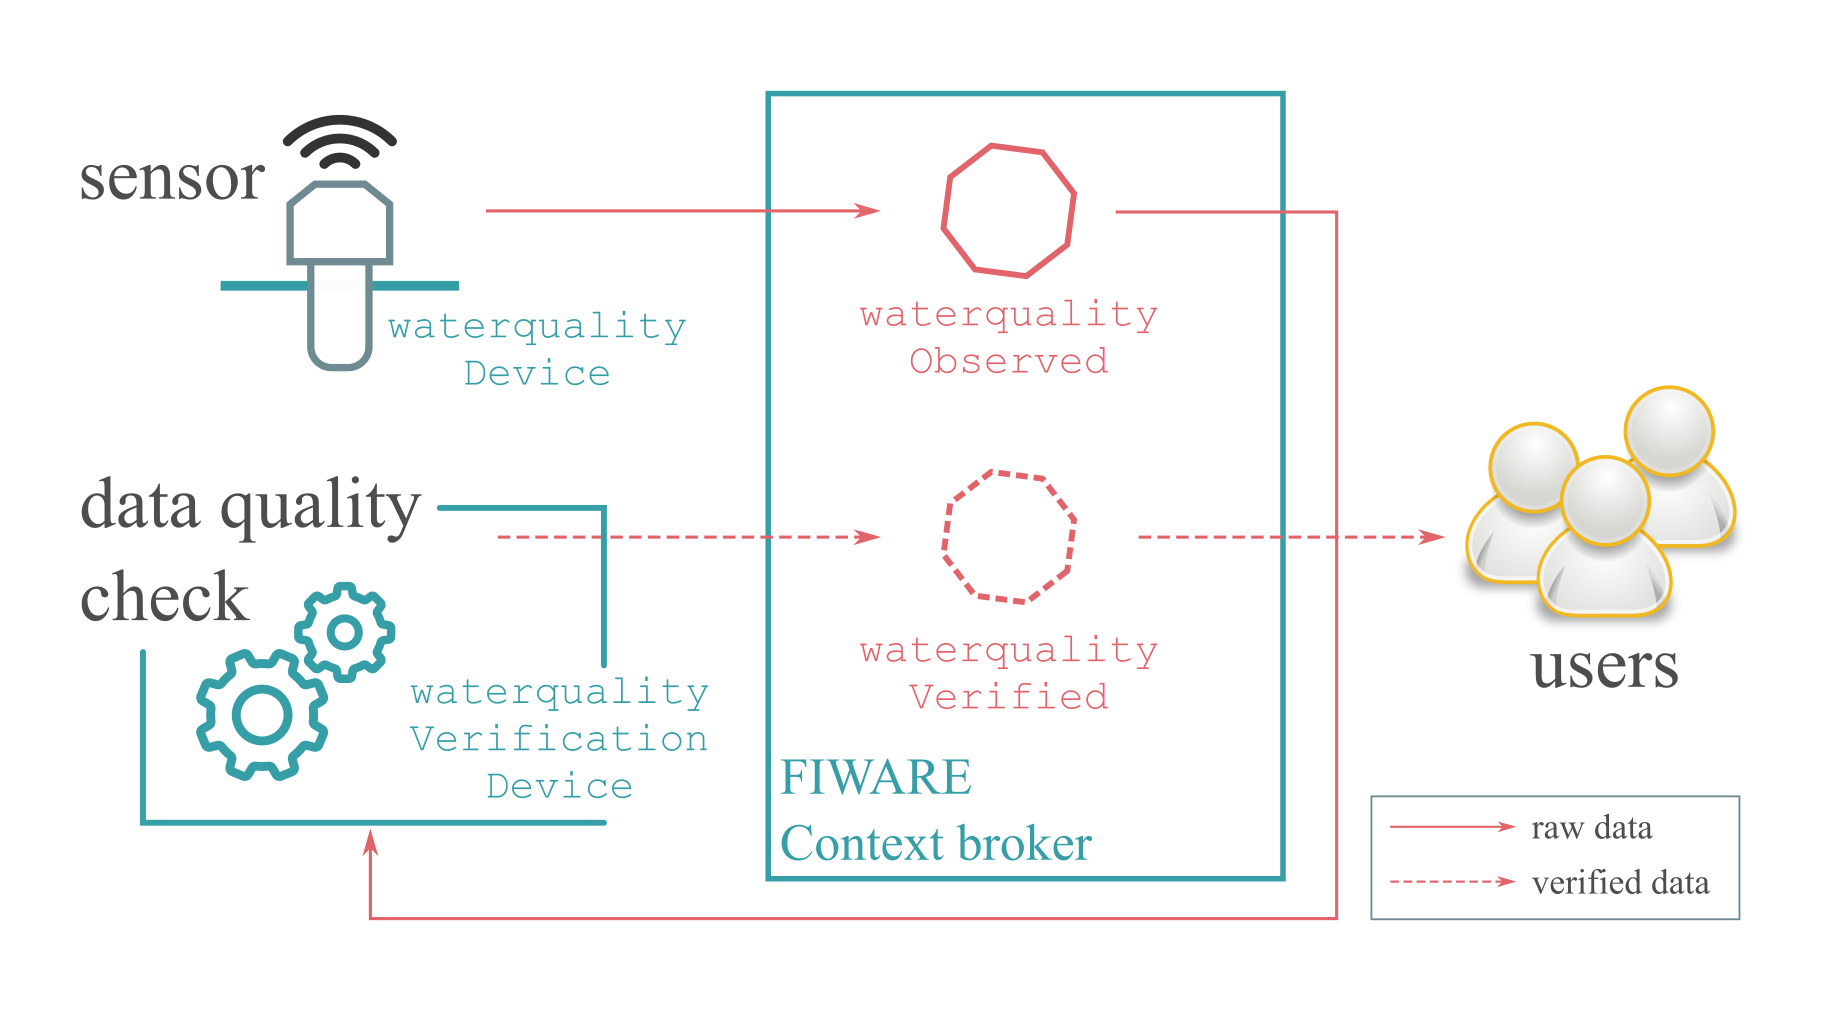 sensor
waterquality
Device
waterquality
Observed
data quality
check
waterquality
Verification
Device
waterquality
Verified
FIWARE
Context broker
users
raw data
verified data